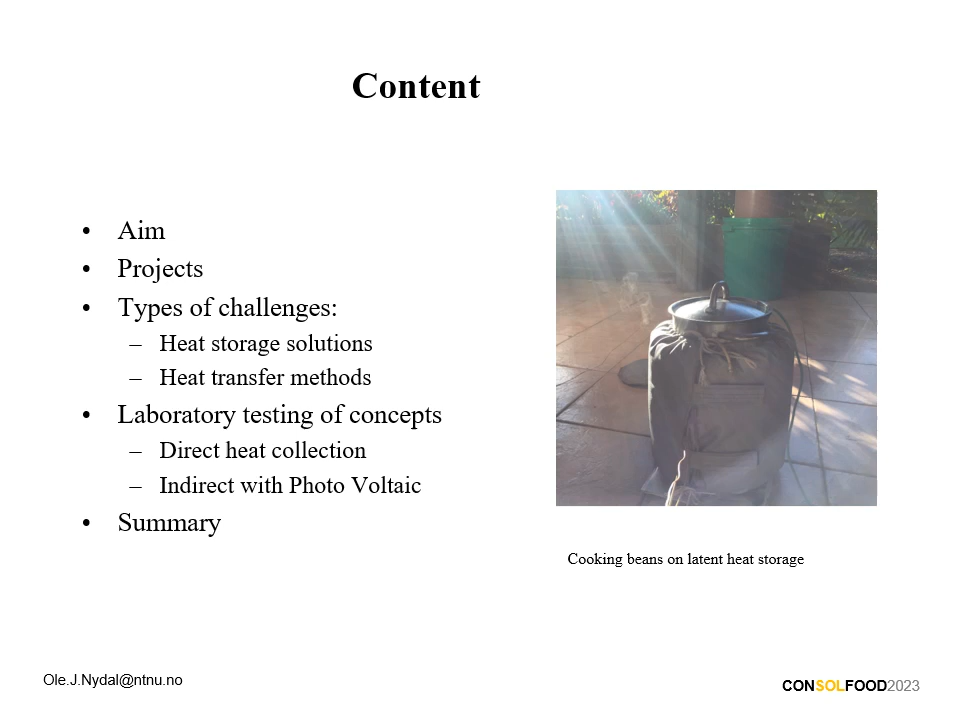 Content
• Aim
• Projects
• Types of challenges:
– Heat storage solutions
– Heat transfer methods
• Laboratory testing of concepts
– Direct heat collection
– Indirect with Photo Voltaic
• Summary
Cooking beans on latent heat storage
Ole.J.Nydal@ntnu.no
CONSOLFOOD2023